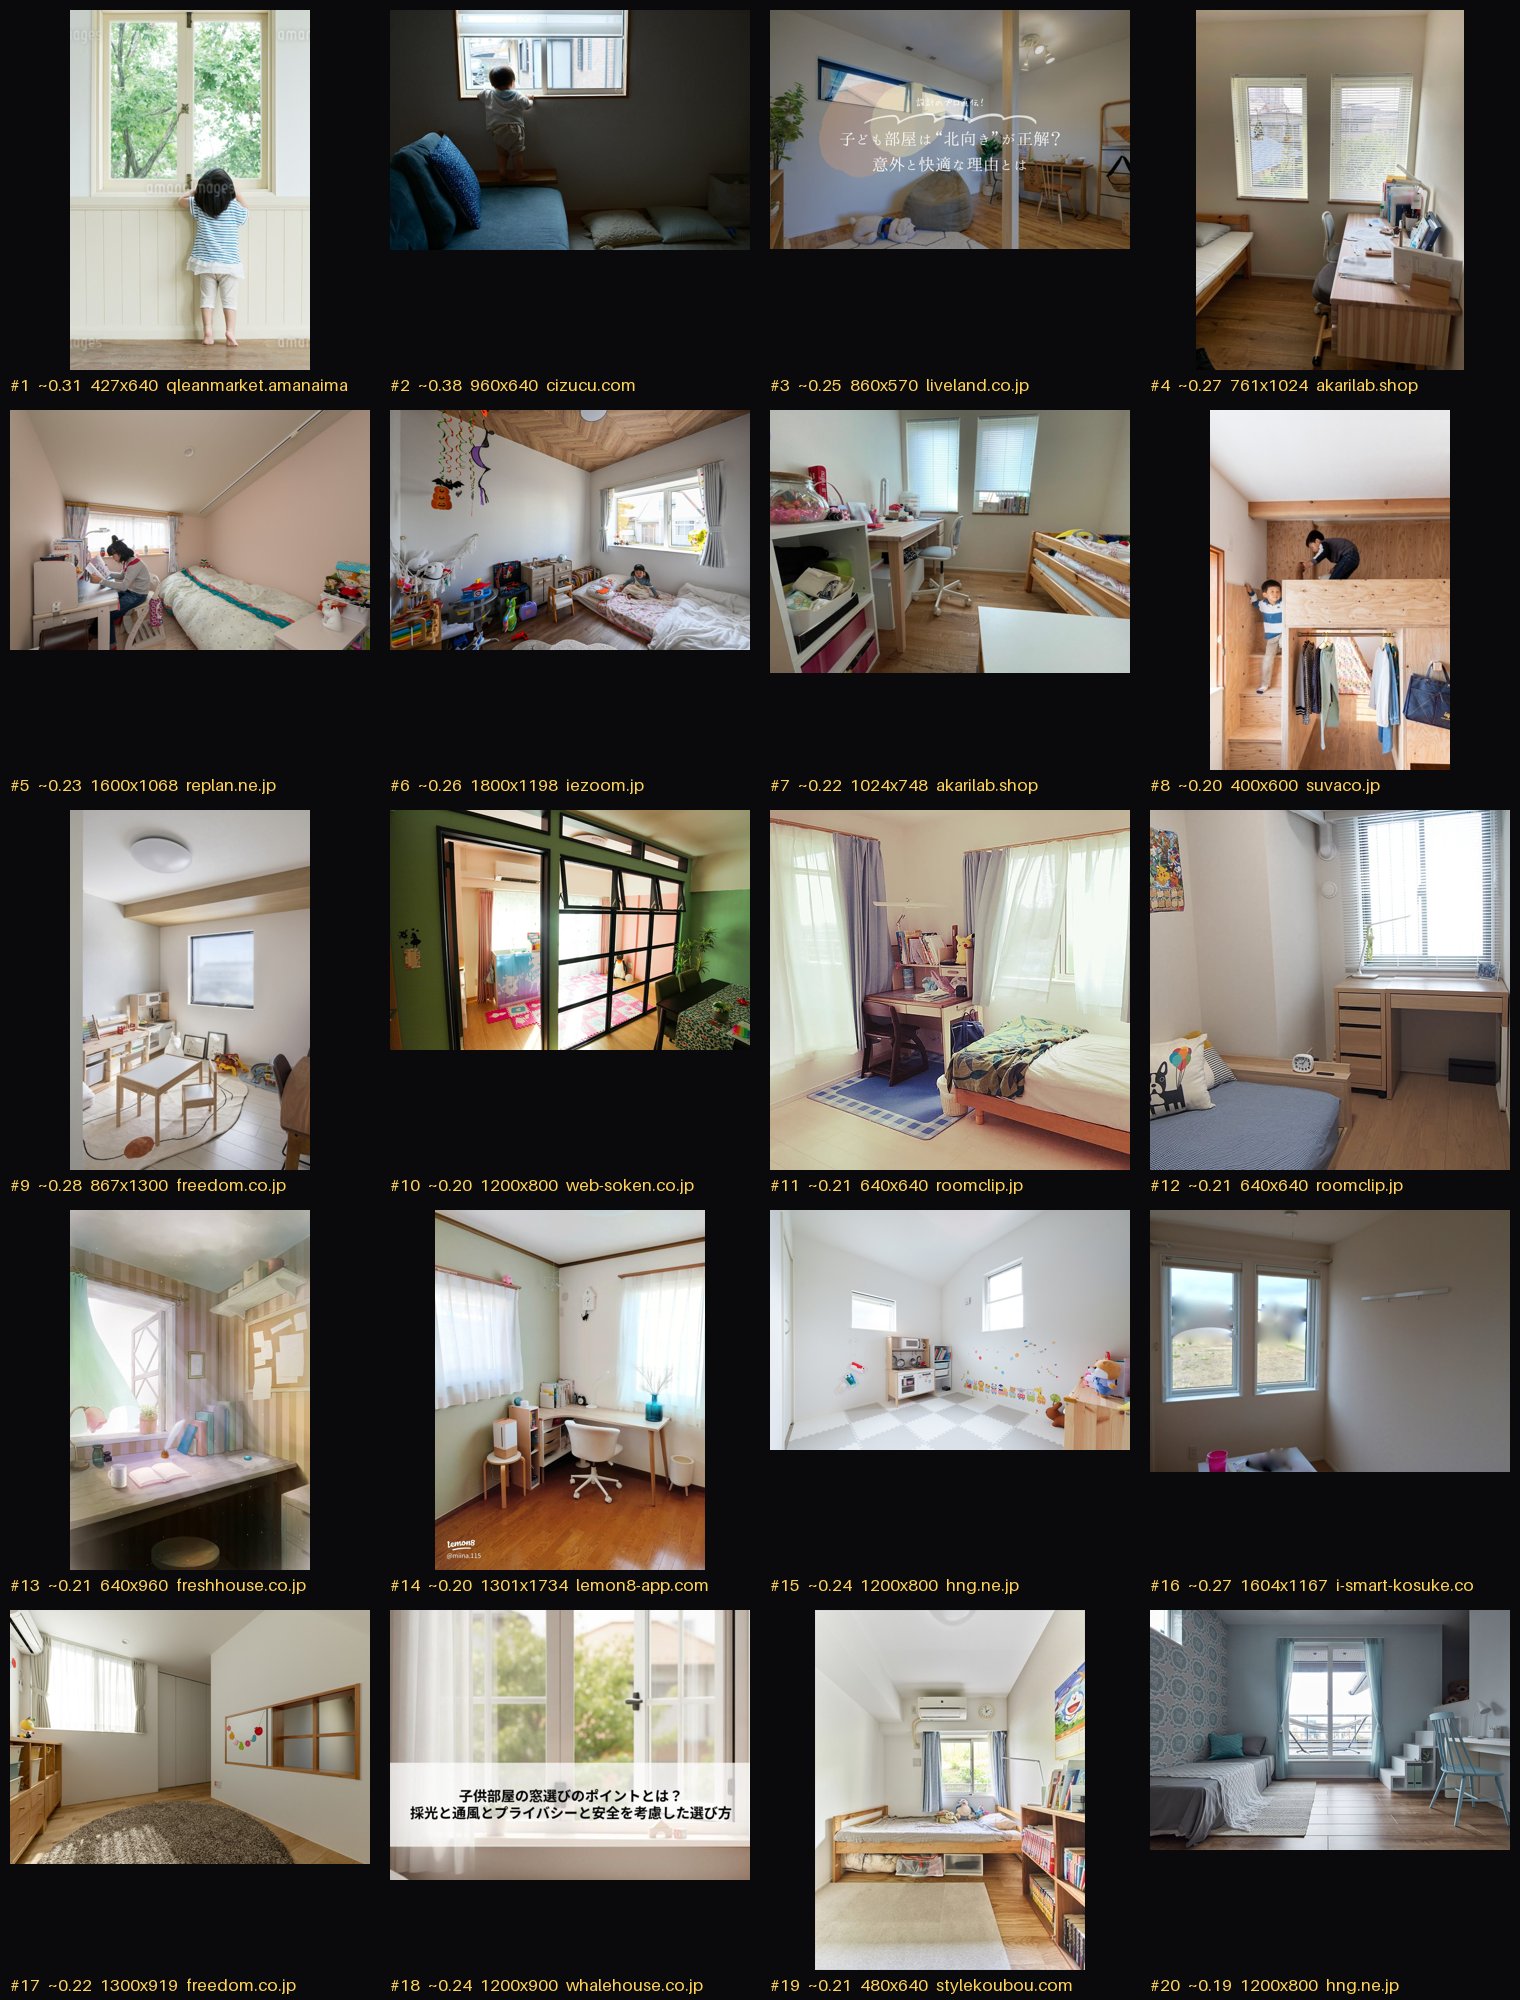 amanaimages
設計のプロ直伝!
子ども部屋は“北向き”が正解?
意外と快適な理由とは
#1 ~0.31 427x640 qleanmarket.amanaima
#2 ~0.38 960x640 cizucu.com
#3 ~0.25 860x570 liveland.co.jp
#4 ~0.27 761x1024 akarilab.shop
#5 ~0.23 1600x1068 replan.ne.jp
#6 ~0.26 1800x1198 iezoom.jp
#7 ~0.22 1024x748 akarilab.shop
#8 ~0.20 400x600 suvaco.jp
#9 ~0.28 867x1300 freedom.co.jp
#10 ~0.20 1200x800 web-soken.co.jp
#11 ~0.21 640x640 roomclip.jp
#12 ~0.21 640x640 roomclip.jp
lemon8
@miina.115
#13 ~0.21 640x960 freshhouse.co.jp
#14 ~0.20 1301x1734 lemon8-app.com
#15 ~0.24 1200x800 hng.ne.jp
#16 ~0.27 1604x1167 i-smart-kosuke.co
子供部屋の窓選びのポイントとは?
採光と通風とプライバシーと安全を考慮した選び方
#17 ~0.22 1300x919 freedom.co.jp
#18 ~0.24 1200x900 whalehouse.co.jp
#19 ~0.21 480x640 stylekoubou.com
#20 ~0.19 1200x800 hng.ne.jp